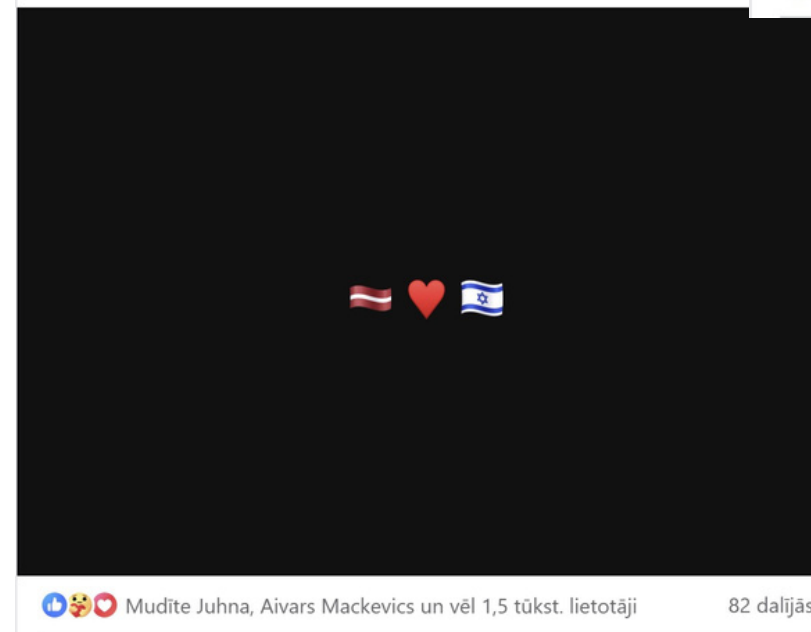 🇱🇻 ❤️ 🇮🇱
Mudīte Juhna, Aivars Mackevics un vēl 1,5 tūkst. lietotāji 82 dalījās